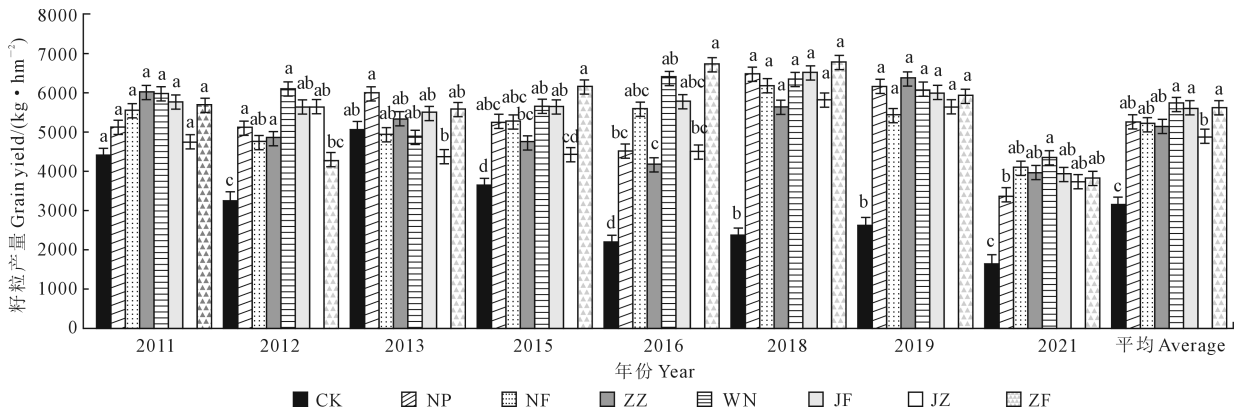 籽粒产量 Grain yield/(kg·hm⁻²)
8000
7000
6000
5000
4000
3000
2000
1000
0
a a a a a a a a
c a ab a a ab ab bc
ab a ab ab ab ab b ab
d abc abc bc ab ab cd a
d bc abc c ab abc bc a
b a a a a a a a
b a a a a a a a
c b ab ab a ab ab ab
c ab ab ab a a b a
2011 2012 2013 2015 2016 2018 2019 2021 平均 Average
年份 Year
CK NP NF ZZ WN JF JZ ZF